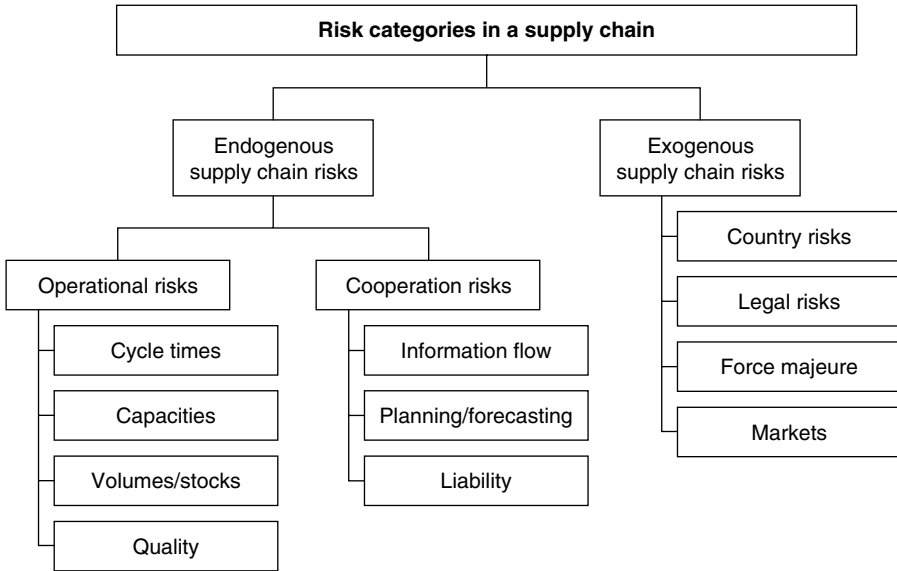 Risk categories in a supply chain
Endogenous
supply chain risks
Exogenous
supply chain risks
Operational risks
Cycle times
Capacities
Volumes/stocks
Quality
Cooperation risks
Information flow
Planning/forecasting
Liability
Country risks
Legal risks
Force majeure
Markets